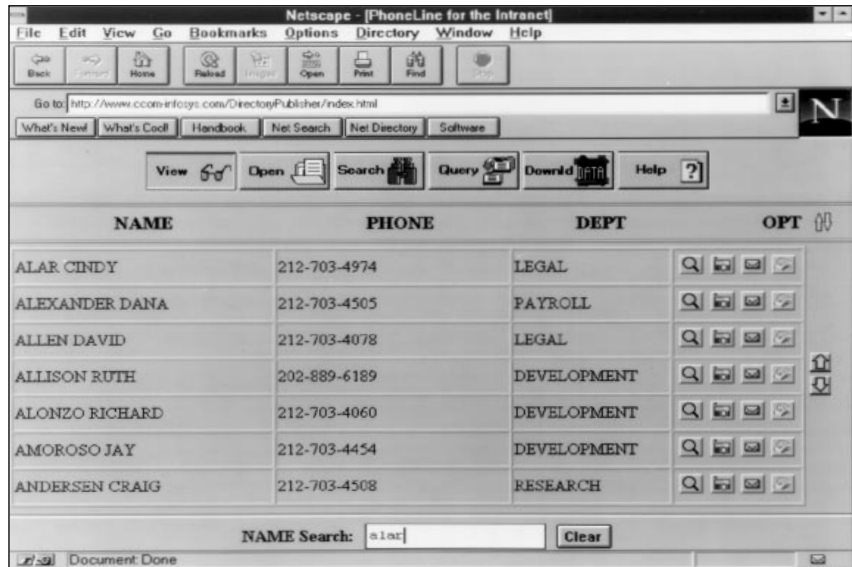 Netscape - [PhoneLine for the Intranet]
File Edit View Go Bookmarks Options Directory Window Help
Back Forward Home Reload Images Open Print Find Stop
Go to: http://www.ccom-infosys.com/DirectoryPublisher/index.html
N
What's New! What's Cool! Handbook Net Search Net Directory Software
View Open Search Query Downld DATA Help ?
NAME PHONE DEPT OPT
ALAR CINDY 212-703-4974 LEGAL
ALEXANDER DANA 212-703-4505 PAYROLL
ALLEN DAVID 212-703-4078 LEGAL
ALLISON RUTH 202-889-6189 DEVELOPMENT
ALONZO RICHARD 212-703-4060 DEVELOPMENT
AMOROSO JAY 212-703-4454 DEVELOPMENT
ANDERSEN CRAIG 212-703-4508 RESEARCH
NAME Search: alar Clear
Document: Done